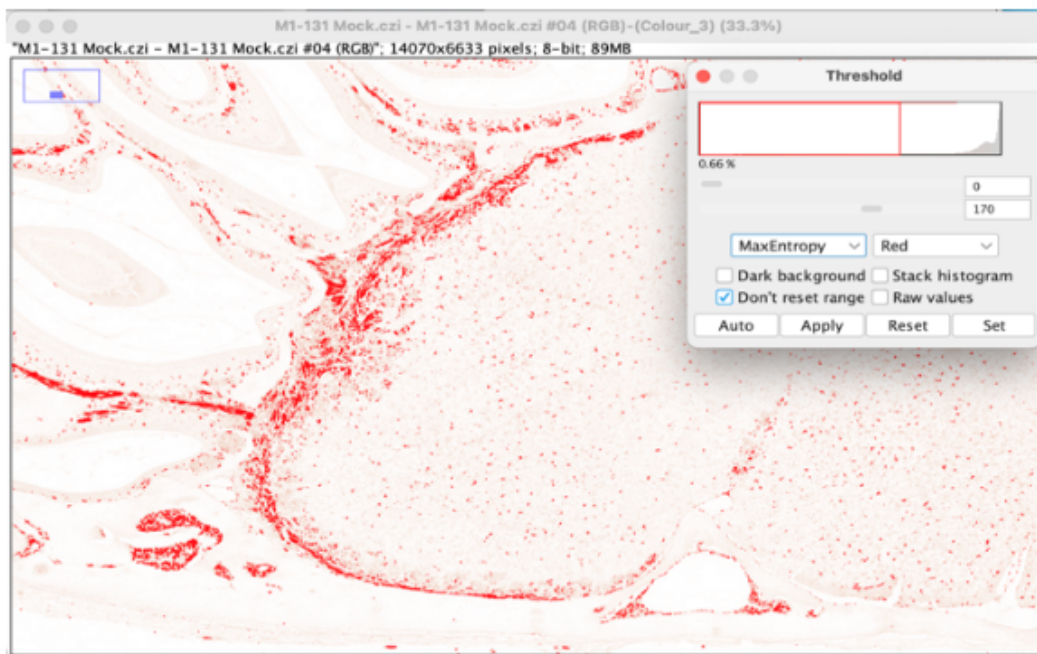 M1-131 Mock.czi - M1-131 Mock.czi #04 (RGB)-(Colour_3) (33.3%)
"M1-131 Mock.czi - M1-131 Mock.czi #04 (RGB)"; 14070x6633 pixels; 8-bit; 89MB
Threshold
0.66 %
0
170
MaxEntropy Red
Dark background Stack histogram
Don't reset range Raw values
Auto Apply Reset Set